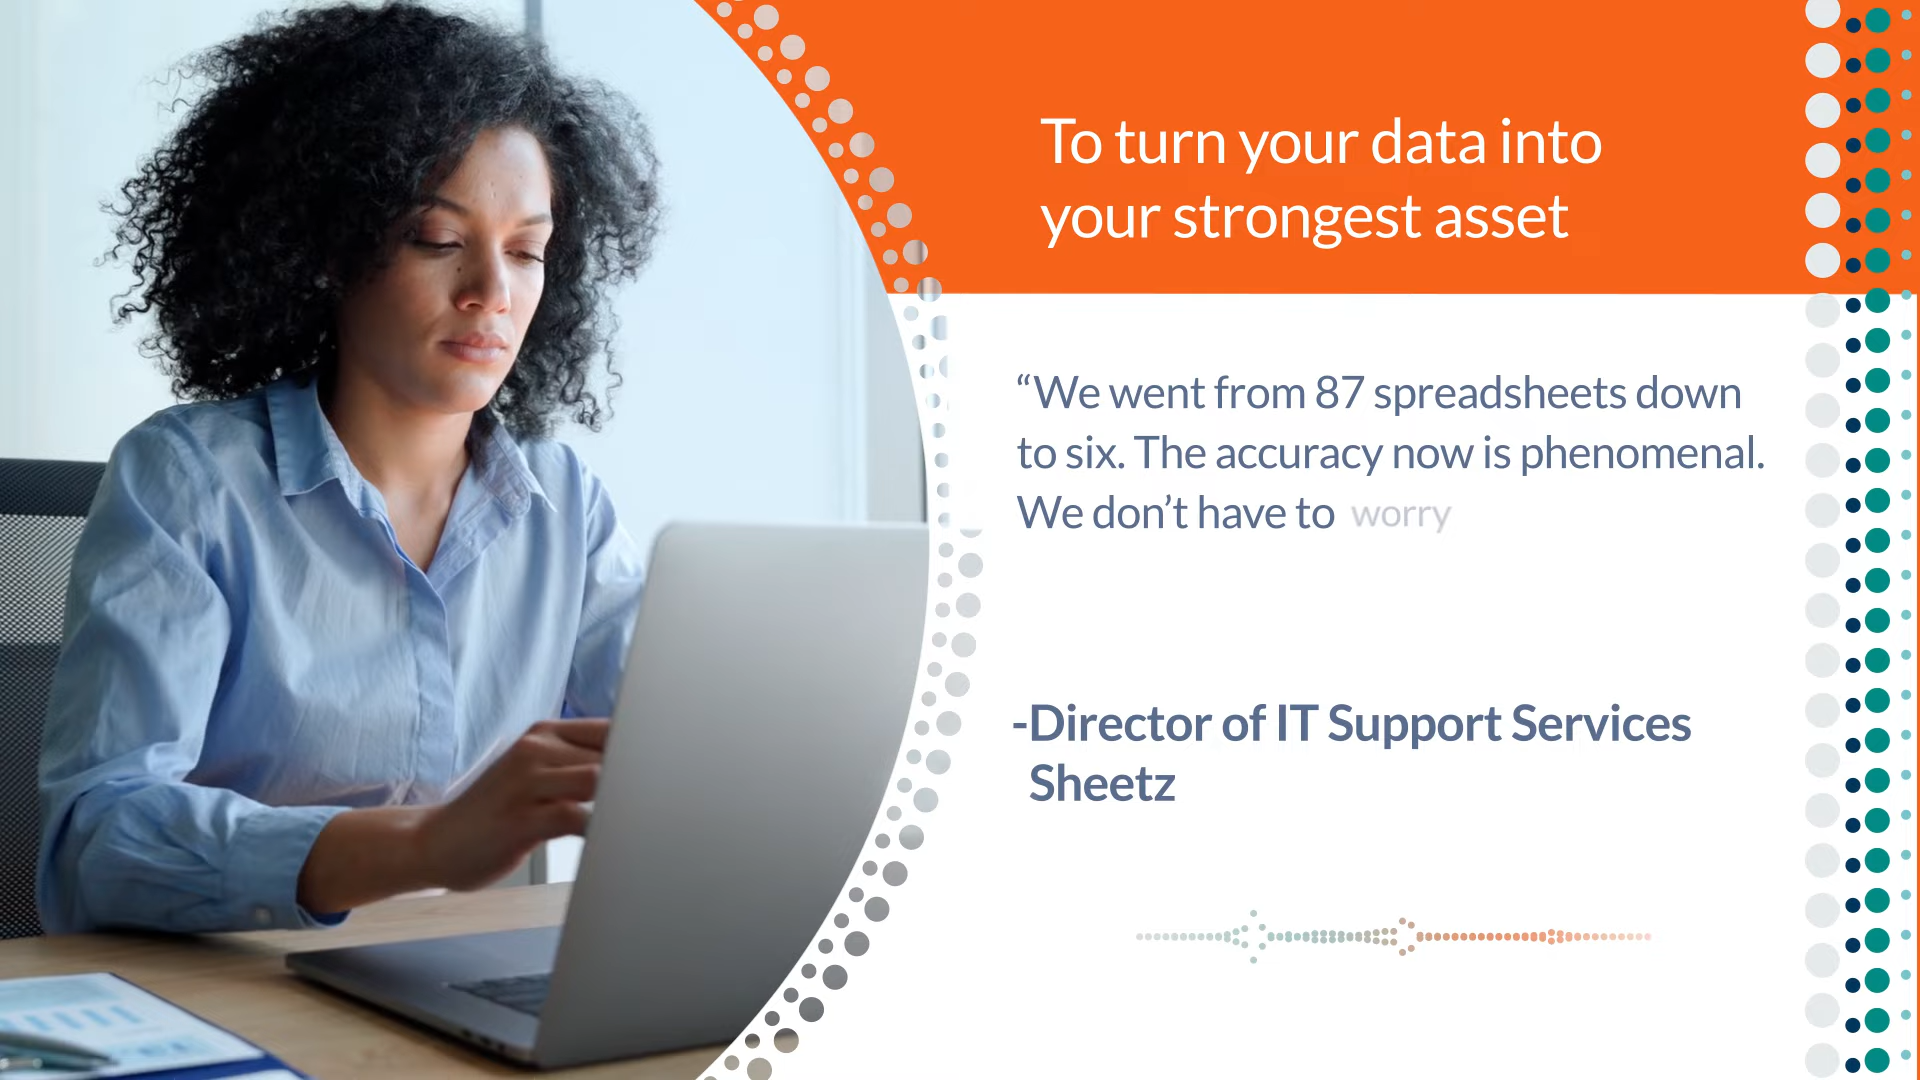 To turn your data into
your strongest asset
“We went from 87 spreadsheets down
to six. The accuracy now is phenomenal.
We don’t have to worry
-Director of IT Support Services
Sheetz